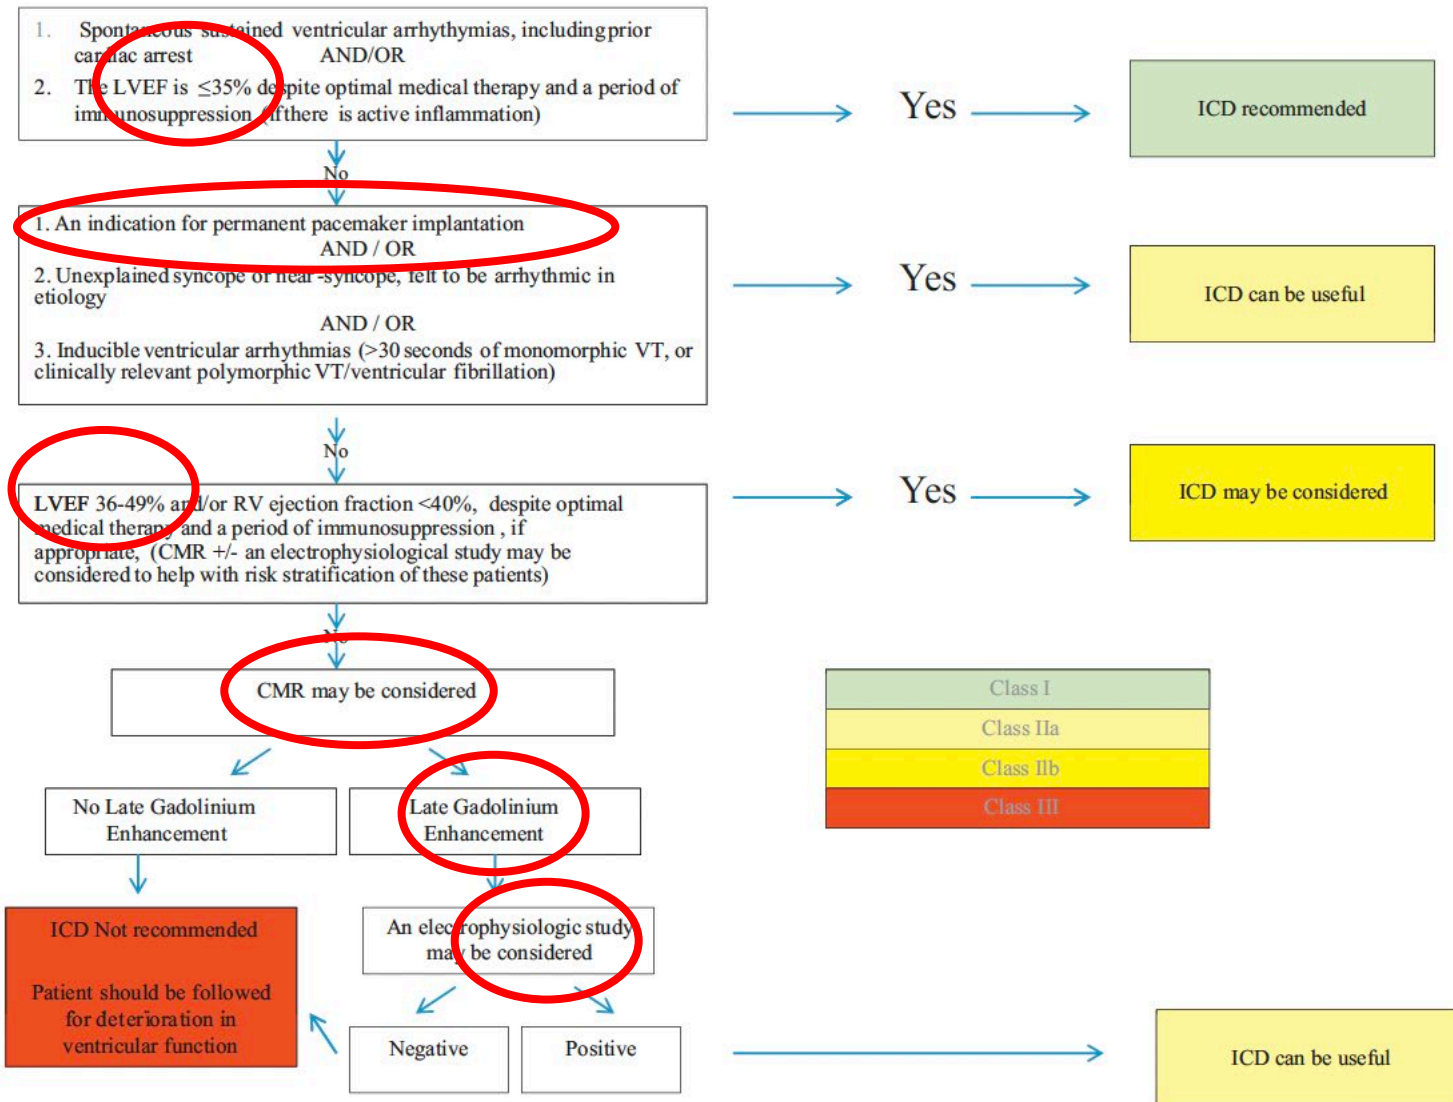 1. Spontaneous sustained ventricular arrhythymias, including prior
cardiac arrest AND/OR
2. The LVEF is ≤35% despite optimal medical therapy and a period of
immunosuppression (if there is active inflammation)
Yes
ICD recommended
No
1. An indication for permanent pacemaker implantation
AND / OR
2. Unexplained syncope or near-syncope, felt to be arrhythmic in
etiology
AND / OR
3. Inducible ventricular arrhythmias (>30 seconds of monomorphic VT, or
clinically relevant polymorphic VT/ventricular fibrillation)
Yes
ICD can be useful
No
LVEF 36-49% and/or RV ejection fraction <40%, despite optimal
medical therapy and a period of immunosuppression , if
appropriate, (CMR +/- an electrophysiological study may be
considered to help with risk stratification of these patients)
Yes
ICD may be considered
No
CMR may be considered
Class I
Class IIa
Class IIb
Class III
No Late Gadolinium
Enhancement
Late Gadolinium
Enhancement
ICD Not recommended
Patient should be followed
for deterioration in
ventricular function
An electrophysiologic study
may be considered
Negative
Positive
ICD can be useful